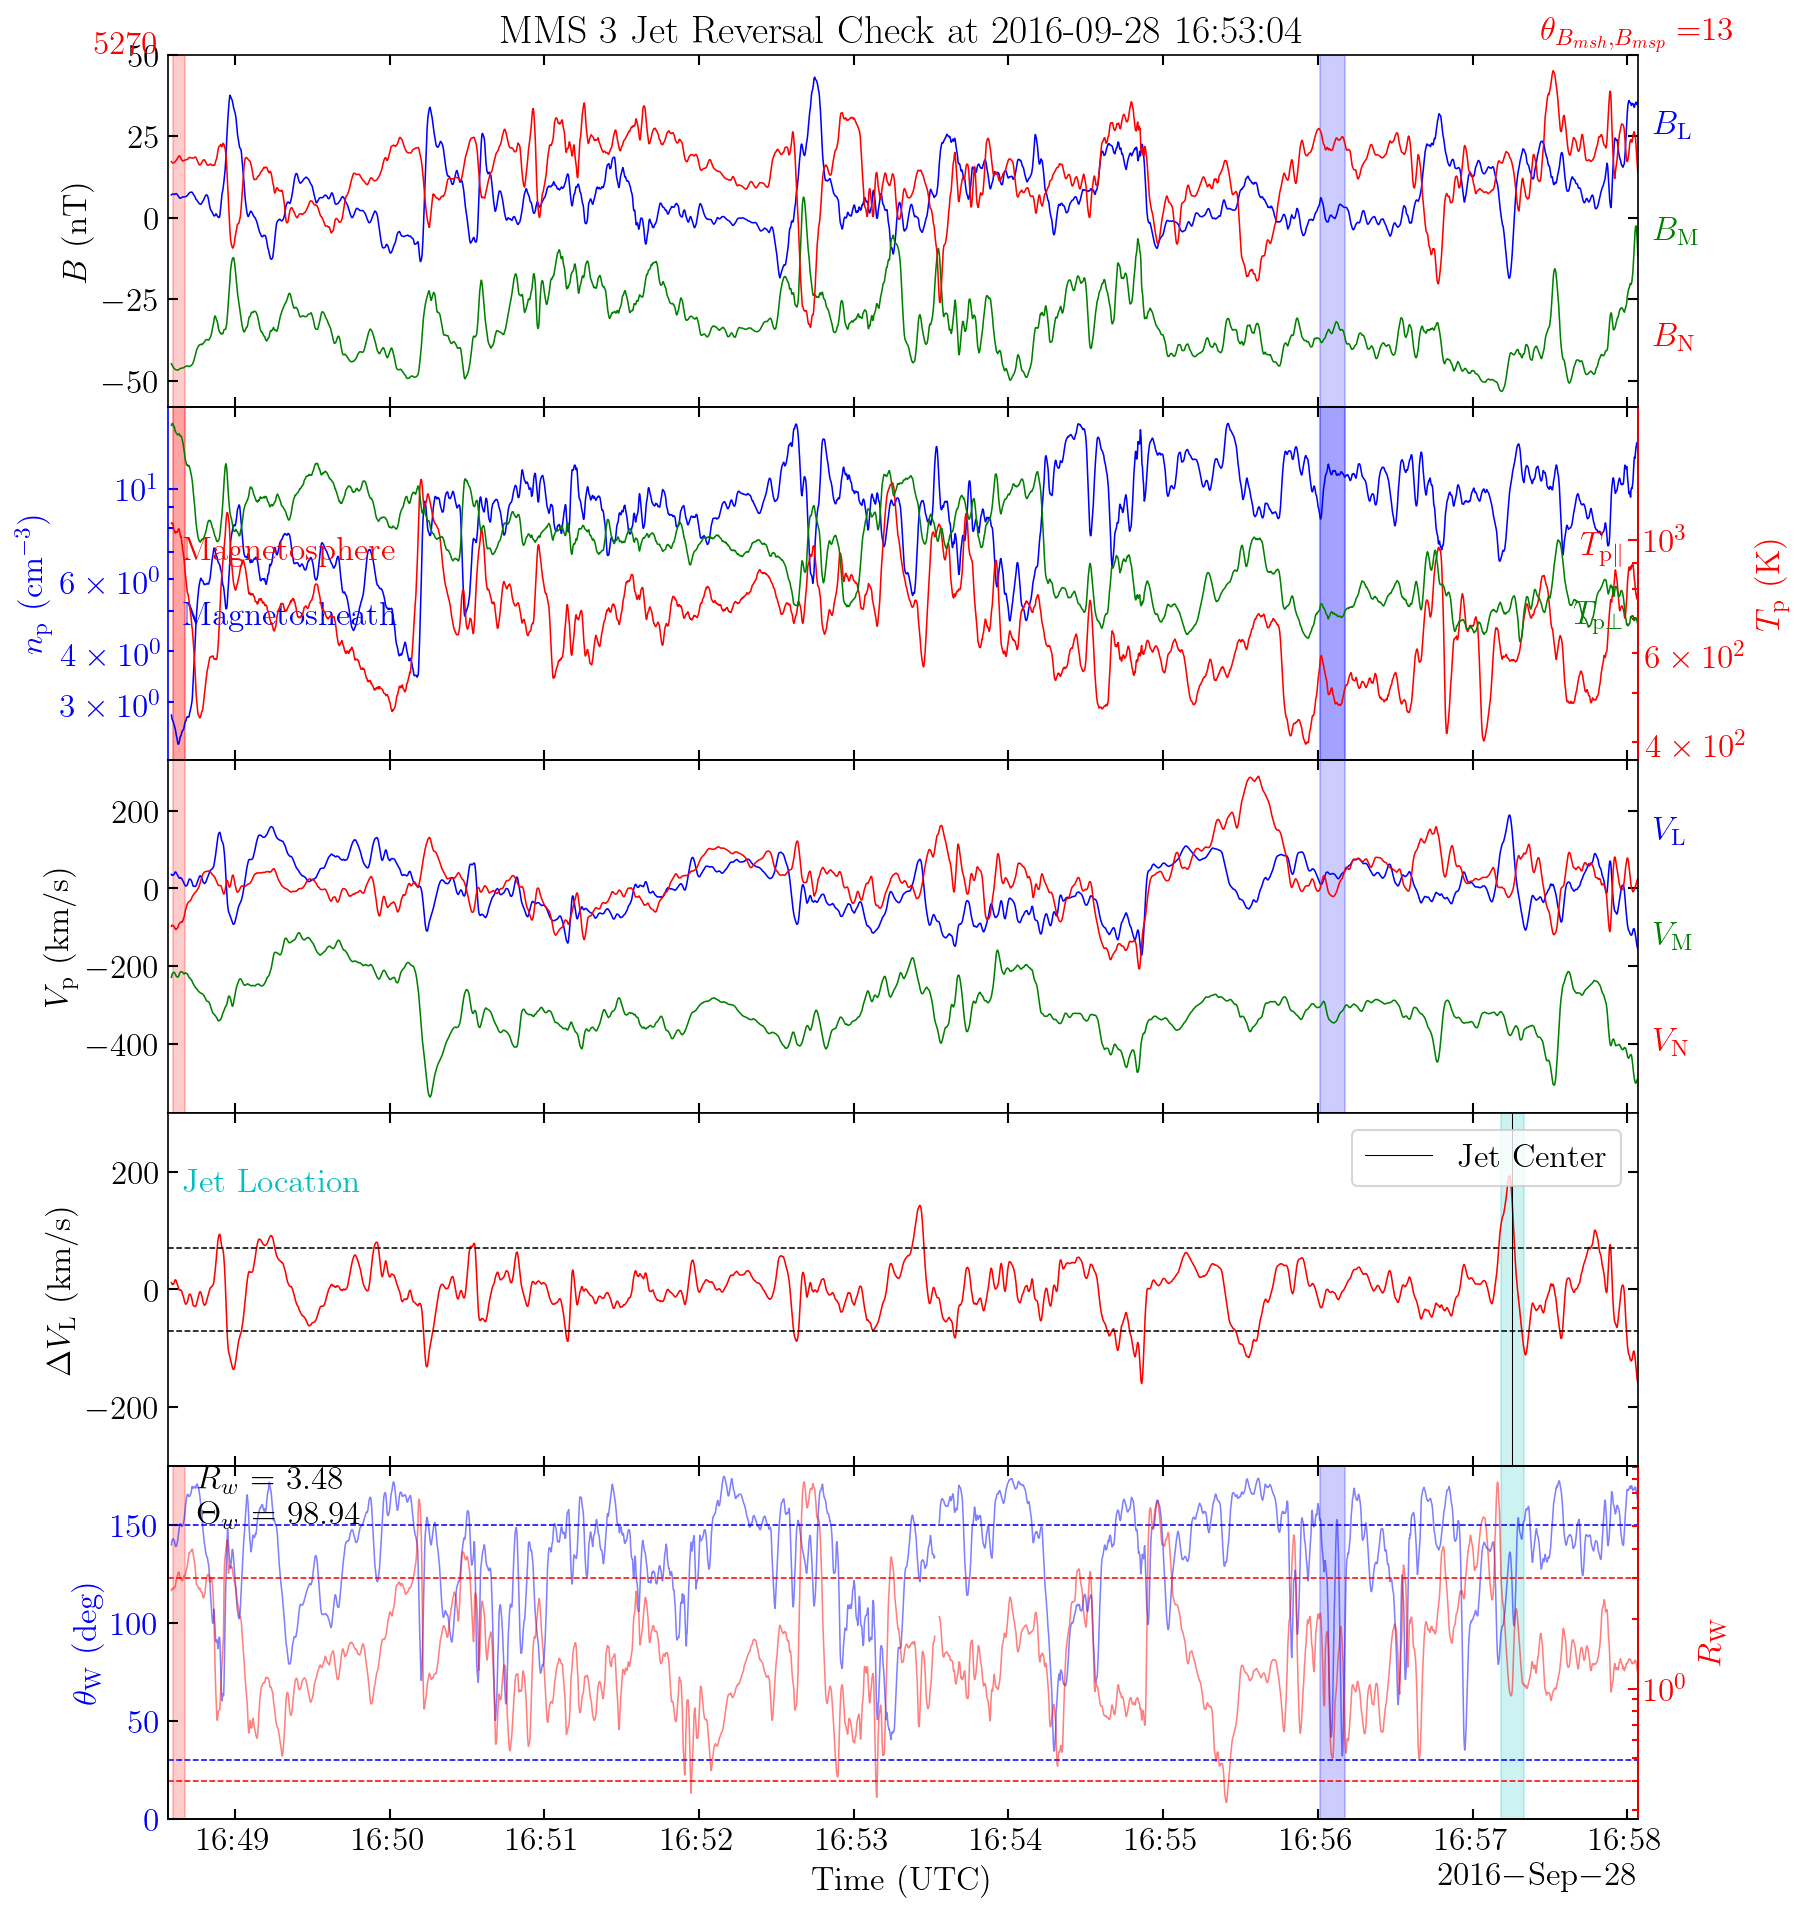 MMS 3 Jet Reversal Check at 2016-09-28 16:53:04
5270
θ_{B_{msh},B_{msp}} =13
50
25
0
−25
−50
B (nT)
B_L
B_M
B_N
10^1
6 × 10^0
4 × 10^0
3 × 10^0
n_p (cm^{−3})
Magnetosphere
Magnetosheath
T_{p∥}
T_{p⊥}
10^3
6 × 10^2
4 × 10^2
T_p (K)
200
0
−200
−400
V_p (km/s)
V_L
V_M
V_N
200
0
−200
ΔV_L (km/s)
Jet Location
Jet Center
R_w = 3.48
Θ_w = 98.94
150
100
50
0
θ_W (deg)
10^0
R_W
16:49 16:50 16:51 16:52 16:53 16:54 16:55 16:56 16:57 16:58
2016−Sep−28
Time (UTC)